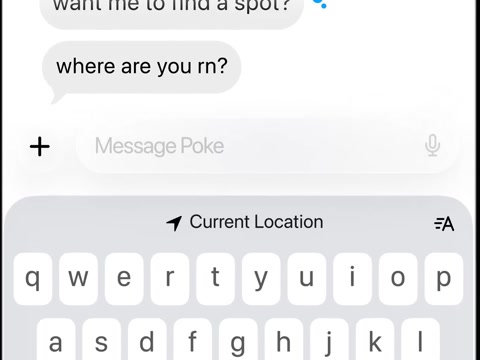 want me to find a spot?
where are you rn?
Message Poke
Current Location
q w e r t y u i o p
a s d f g h j k l